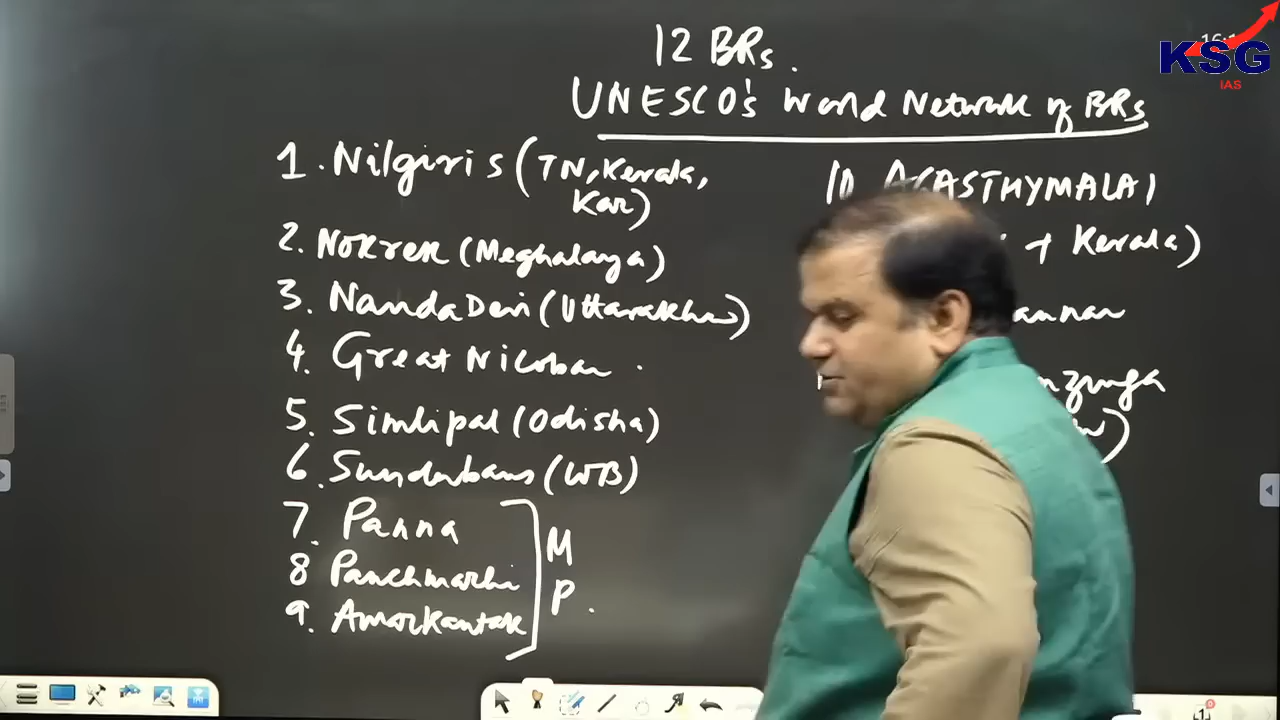 12 BRs.
UNESCO's World Network of BRs
1. Nilgiris (TN, Kerala,
Kar)
2. Nokrek (Meghalaya)
3. Nanda Devi (Uttarakhand)
4. Great Nicobar.
5. Simlipal (Odisha)
6. Sundarbans (WB)
7. Panna
8 Panchmarhi
9. Amarkantak
M
P.
10 AGASTHYMALAI
+ Kerala)
KSG
IAS